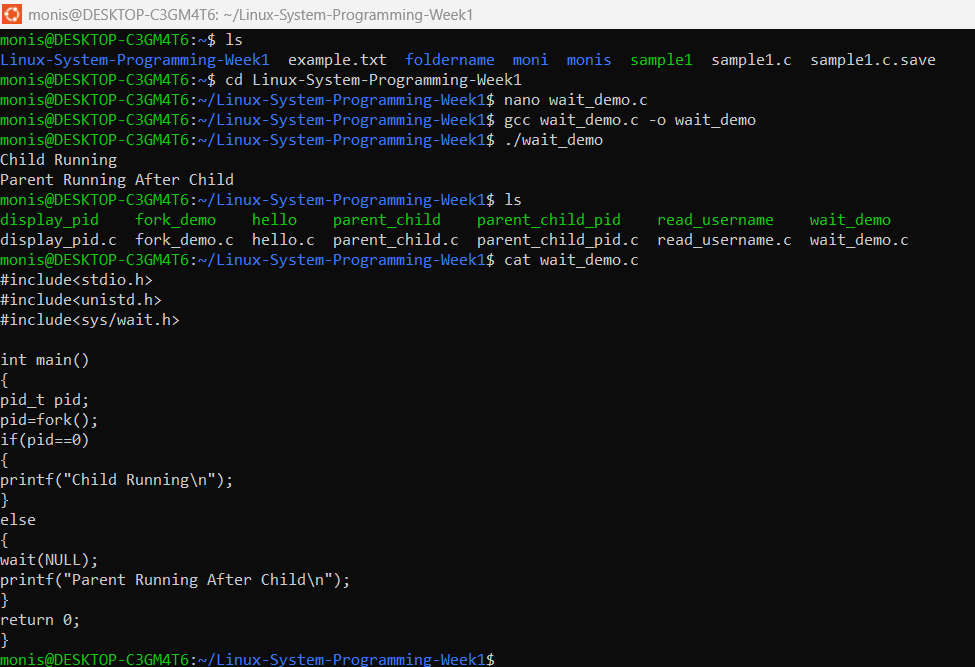 monis@DESKTOP-C3GM4T6: ~/Linux-System-Programming-Week1
monis@DESKTOP-C3GM4T6:~$ ls
Linux-System-Programming-Week1  example.txt  foldername  moni  monis  sample1  sample1.c  sample1.c.save
monis@DESKTOP-C3GM4T6:~$ cd Linux-System-Programming-Week1
monis@DESKTOP-C3GM4T6:~/Linux-System-Programming-Week1$ nano wait_demo.c
monis@DESKTOP-C3GM4T6:~/Linux-System-Programming-Week1$ gcc wait_demo.c -o wait_demo
monis@DESKTOP-C3GM4T6:~/Linux-System-Programming-Week1$ ./wait_demo
Child Running
Parent Running After Child
monis@DESKTOP-C3GM4T6:~/Linux-System-Programming-Week1$ ls
display_pid    fork_demo    hello    parent_child    parent_child_pid    read_username    wait_demo
display_pid.c  fork_demo.c  hello.c  parent_child.c  parent_child_pid.c  read_username.c  wait_demo.c
monis@DESKTOP-C3GM4T6:~/Linux-System-Programming-Week1$ cat wait_demo.c
#include<stdio.h>
#include<unistd.h>
#include<sys/wait.h>

int main()
{
pid_t pid;
pid=fork();
if(pid==0)
{
printf("Child Running\n");
}
else
{
wait(NULL);
printf("Parent Running After Child\n");
}
return 0;
}
monis@DESKTOP-C3GM4T6:~/Linux-System-Programming-Week1$